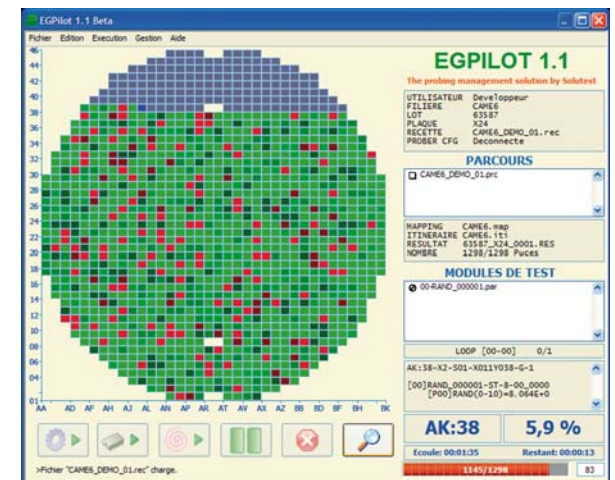 EGPilot 1.1 Beta
Fichier Edition Execution Gestion Aide
46
44
42
40
38
36
34
32
30
28
26
24
22
20
18
16
14
12
10
08
06
04
01
AA AD AF AH AJ AL AN AP AR AT AV AX AZ BB BD BF BH BK
>Fichier "CAME6_DEMO_01.rec" charge.
EGPILOT 1.1
The probing management solution by Solutest
UTILISATEUR Developpeur
FILIERE CAME6
LOT 63587
PLAQUE X24
RECETTE CAME6_DEMO_01.rec
PROBER CFG Deconnecte
PARCOURS
CAME6_DEMO_01.prc
MAPPING CAME6.map
ITINERAIRE CAME6.iti
RESULTAT 63587_X24_0001.RES
NOMBRE 1298/1298 Puces
MODULES DE TEST
00-RAND_000001.par
LOOP [00-00] 0/1
AK:38-X2-S01-X011Y038-G-1
[00]RAND_000001-ST-8-00_0000
[P00]RAND(0-10)=8.064E+0
AK:38 5,9 %
Ecoule: 00:01:35 Restant: 00:00:13
1145/1298 83